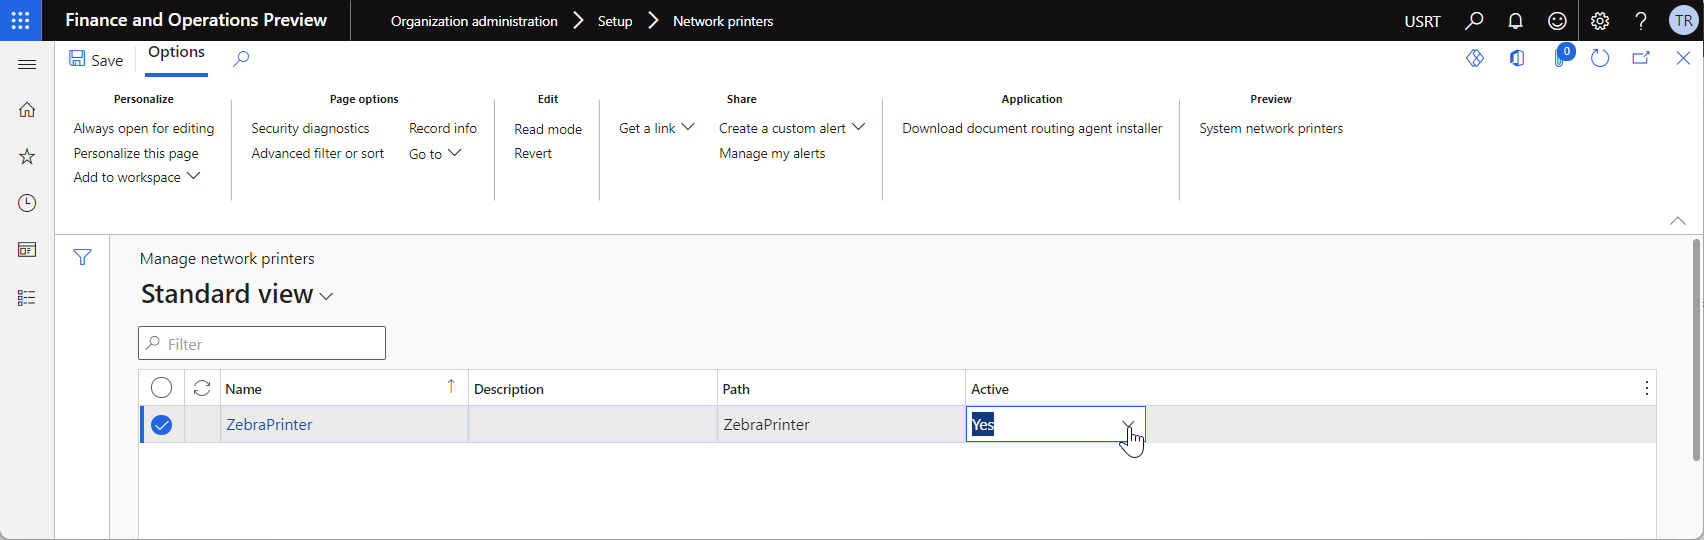 Finance and Operations Preview
Organization administration
Setup
Network printers
USRT
TR
Save
Options
0
Personalize
Always open for editing
Personalize this page
Add to workspace
Page options
Security diagnostics
Advanced filter or sort
Record info
Go to
Edit
Read mode
Revert
Share
Get a link
Create a custom alert
Manage my alerts
Application
Download document routing agent installer
Preview
System network printers
Manage network printers
Standard view
Filter
Name
Description
Path
Active
ZebraPrinter
ZebraPrinter
Yes